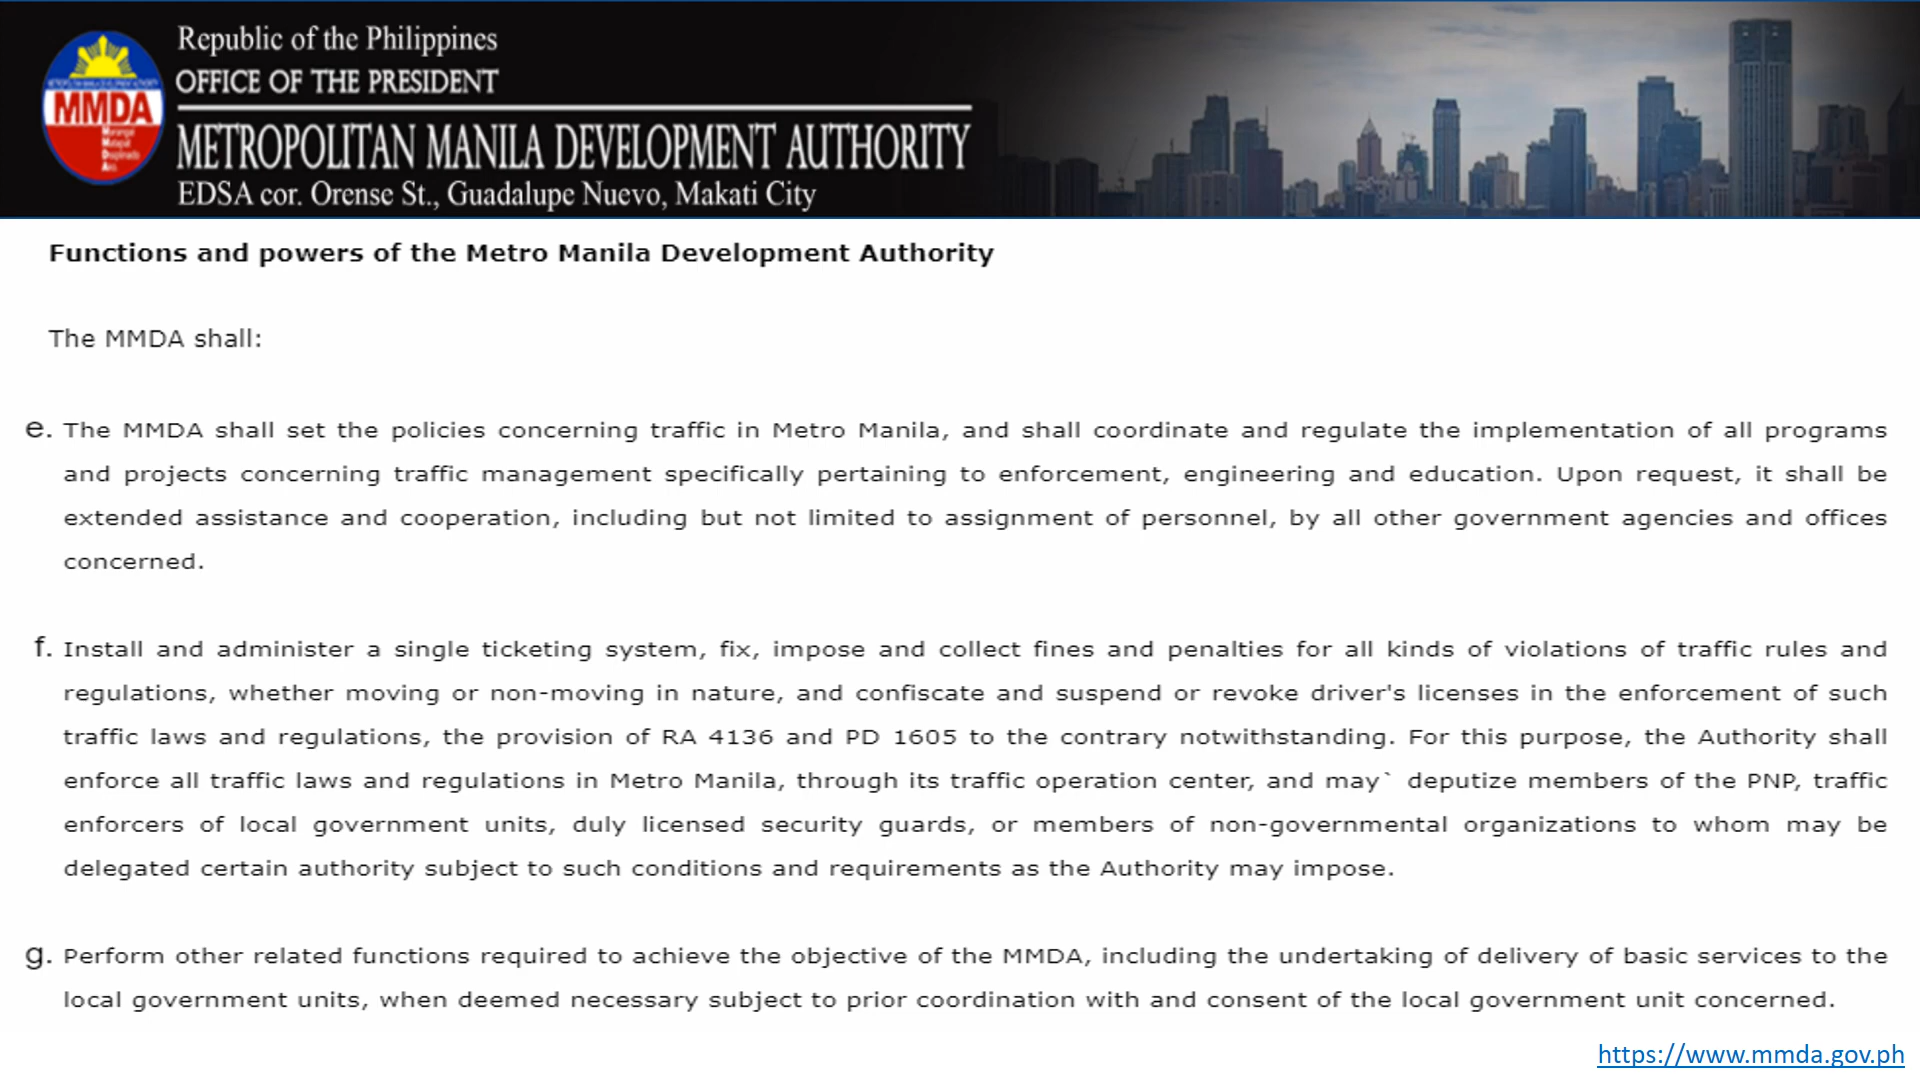 Republic of the Philippines
OFFICE OF THE PRESIDENT
METROPOLITAN MANILA DEVELOPMENT AUTHORITY
EDSA cor. Orense St., Guadalupe Nuevo, Makati City
MMDA
Functions and powers of the Metro Manila Development Authority
The MMDA shall:
e. The MMDA shall set the policies concerning traffic in Metro Manila, and shall coordinate and regulate the implementation of all programs
and projects concerning traffic management specifically pertaining to enforcement, engineering and education. Upon request, it shall be
extended assistance and cooperation, including but not limited to assignment of personnel, by all other government agencies and offices
concerned.
f. Install and administer a single ticketing system, fix, impose and collect fines and penalties for all kinds of violations of traffic rules and
regulations, whether moving or non-moving in nature, and confiscate and suspend or revoke driver's licenses in the enforcement of such
traffic laws and regulations, the provision of RA 4136 and PD 1605 to the contrary notwithstanding. For this purpose, the Authority shall
enforce all traffic laws and regulations in Metro Manila, through its traffic operation center, and may` deputize members of the PNP, traffic
enforcers of local government units, duly licensed security guards, or members of non-governmental organizations to whom may be
delegated certain authority subject to such conditions and requirements as the Authority may impose.
g. Perform other related functions required to achieve the objective of the MMDA, including the undertaking of delivery of basic services to the
local government units, when deemed necessary subject to prior coordination with and consent of the local government unit concerned.
https://www.mmda.gov.ph